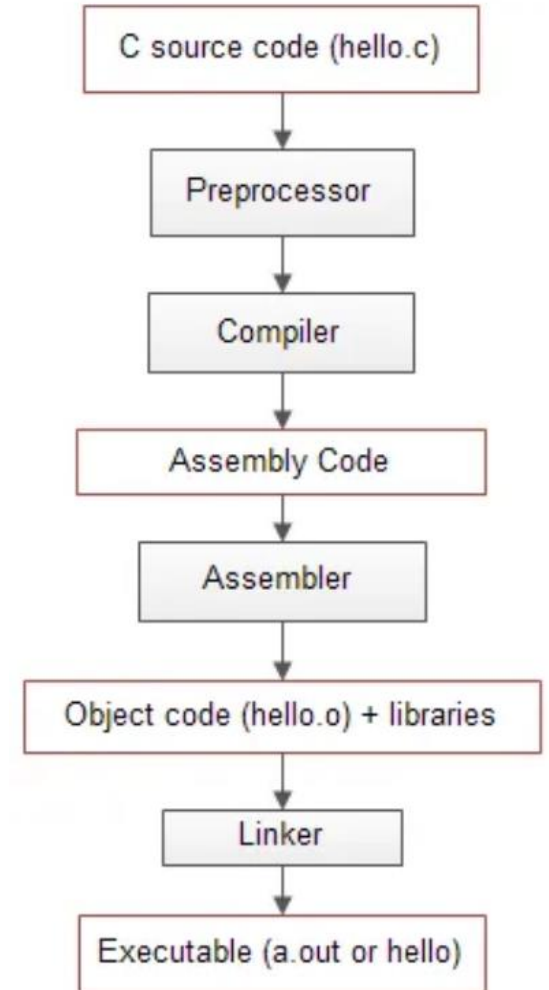 C source code (hello.c)
Preprocessor
Compiler
Assembly Code
Assembler
Object code (hello.o) + libraries
Linker
Executable (a.out or hello)